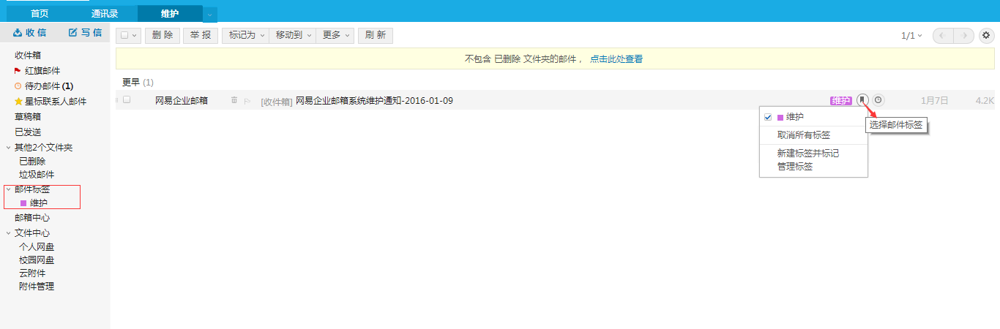 首页 通讯录 维护
收信 写信
收件箱
红旗邮件
待办邮件 (1)
星标联系人邮件
草稿箱
已发送
其他2个文件夹
已删除
垃圾邮件
邮件标签
维护
邮箱中心
文件中心
个人网盘
校园网盘
云附件
附件管理
删 除 举 报 标记为 移动到 更多 刷 新 1/1
不包含 已删除 文件夹的邮件， 点击此处查看
更早 (1)
网易企业邮箱 [收件箱] 网易企业邮箱系统维护通知-2016-01-09 维护 1月7日 4.2K
选择邮件标签
维护
取消所有标签
新建标签并标记
管理标签